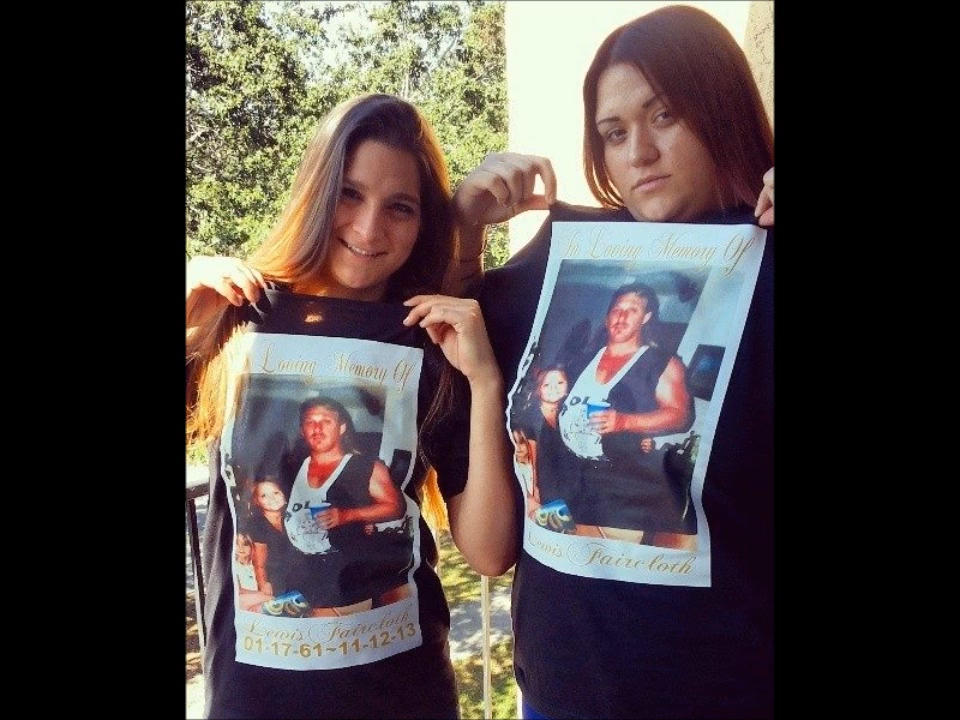 Loving Memory Of
Lewis Faircloth
01-17-61~11-12-13
In Loving Memory Of
Lewis Faircloth